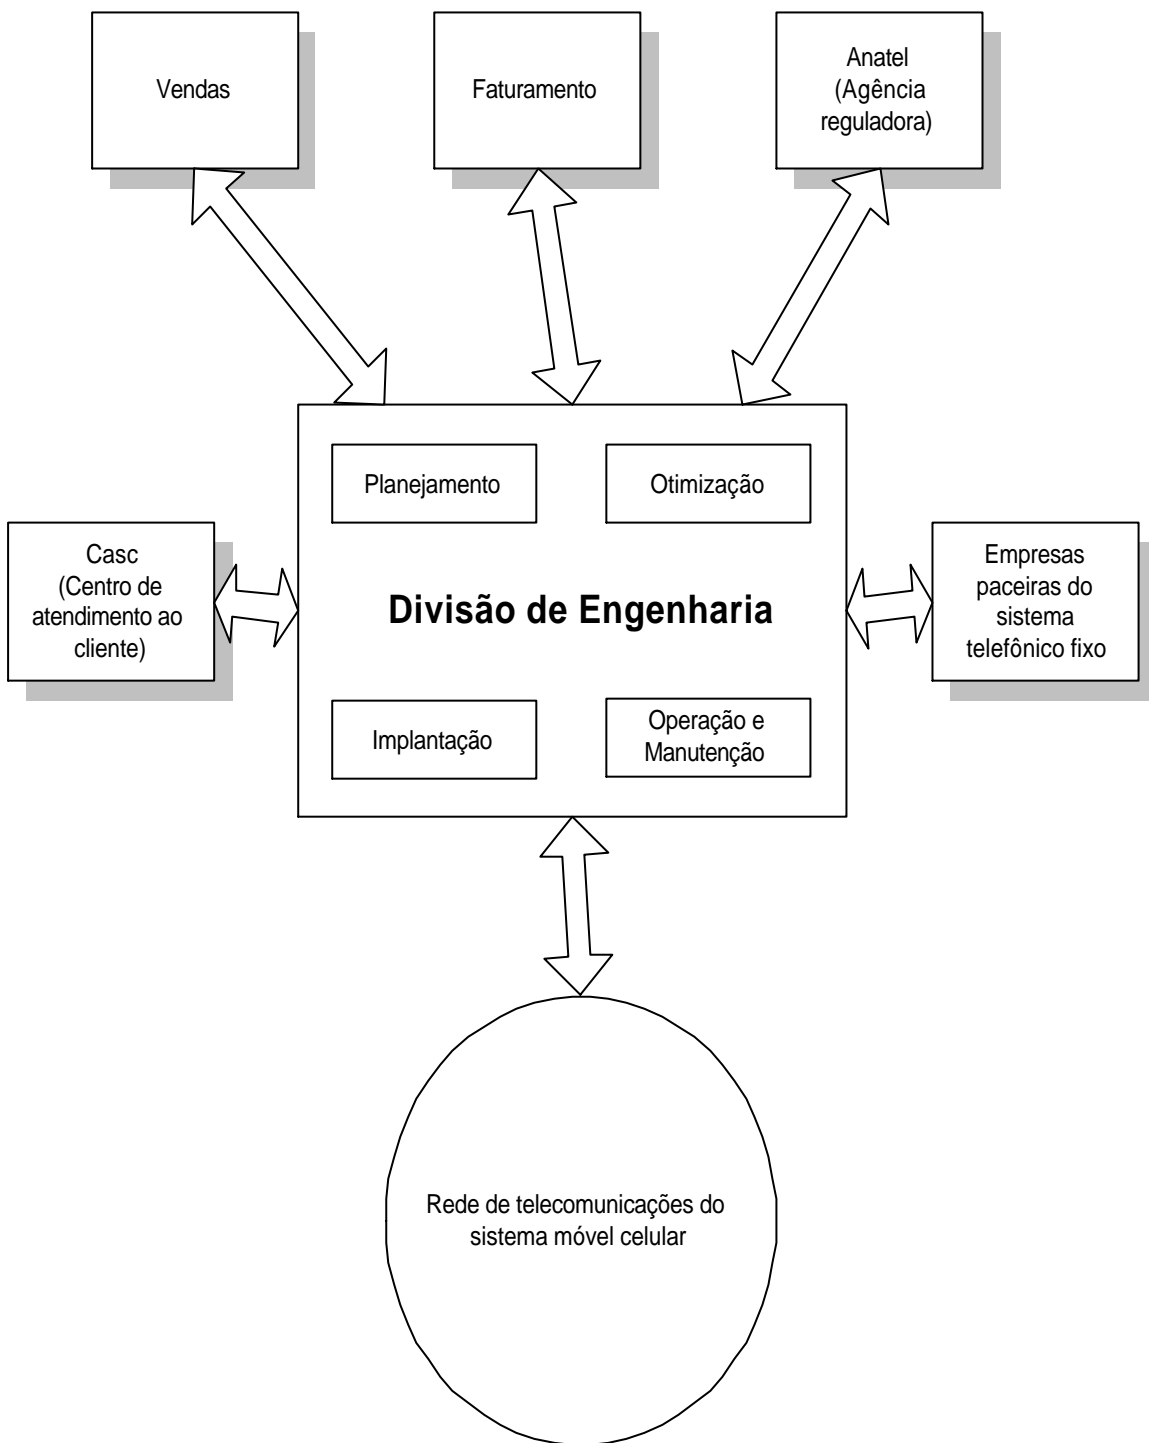 Vendas
Faturamento
Anatel
(Agência
reguladora)
Planejamento
Otimização
Casc
(Centro de
atendimento ao
cliente)
Divisão de Engenharia
Empresas
paceiras do
sistema
telefônico fixo
Implantação
Operação e
Manutenção
Rede de telecomunicações do
sistema móvel celular